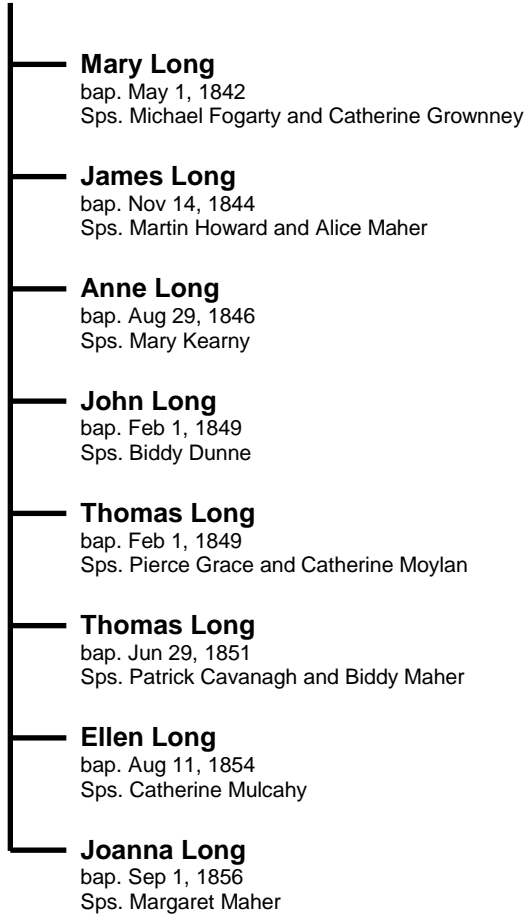 Mary Long
bap. May 1, 1842
Sps. Michael Fogarty and Catherine Grownney
James Long
bap. Nov 14, 1844
Sps. Martin Howard and Alice Maher
Anne Long
bap. Aug 29, 1846
Sps. Mary Kearny
John Long
bap. Feb 1, 1849
Sps. Biddy Dunne
Thomas Long
bap. Feb 1, 1849
Sps. Pierce Grace and Catherine Moylan
Thomas Long
bap. Jun 29, 1851
Sps. Patrick Cavanagh and Biddy Maher
Ellen Long
bap. Aug 11, 1854
Sps. Catherine Mulcahy
Joanna Long
bap. Sep 1, 1856
Sps. Margaret Maher